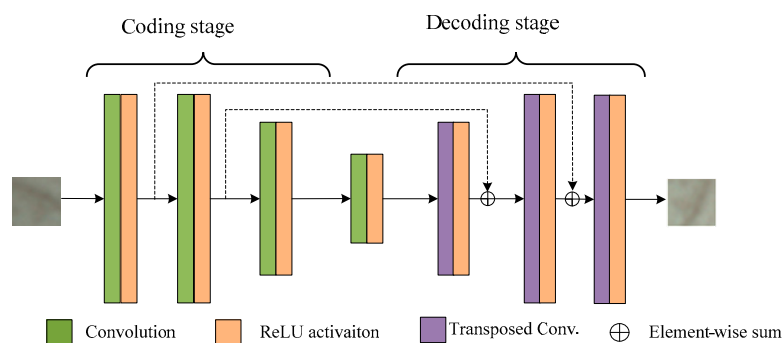 Coding stage
Decoding stage
Convolution
ReLU activaiton
Transposed Conv.
Element-wise sum